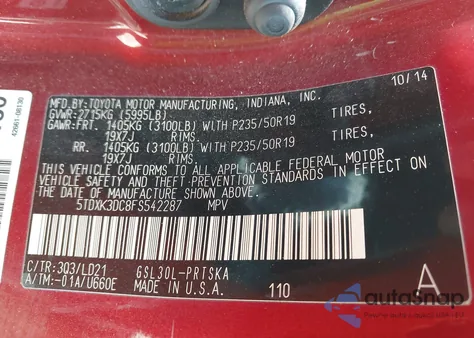 42661-08130
MFD.BY:TOYOTA MOTOR MANUFACTURING, INDIANA, INC. 10/14
GVWR:2715KG (5995LB)
GAWR:FRT. 1405KG (3100LB) WITH P235/50R19 TIRES,
19X7J RIMS,
RR. 1405KG (3100LB) WITH P235/50R19 TIRES,
19X7J RIMS.
THIS VEHICLE CONFORMS TO ALL APPLICABLE FEDERAL MOTOR
VEHICLE SAFETY AND THEFT PREVENTION STANDARDS IN
EFFECT ON THE DATE OF MANUFACTURE SHOWN ABOVE.
5TDXK3DC8FS542287 MPV
C/TR:3Q3/LD21 GSL30L-PRTSKA
A/TM:-01A/U660E MADE IN U.S.A. 110 A
autoSnap